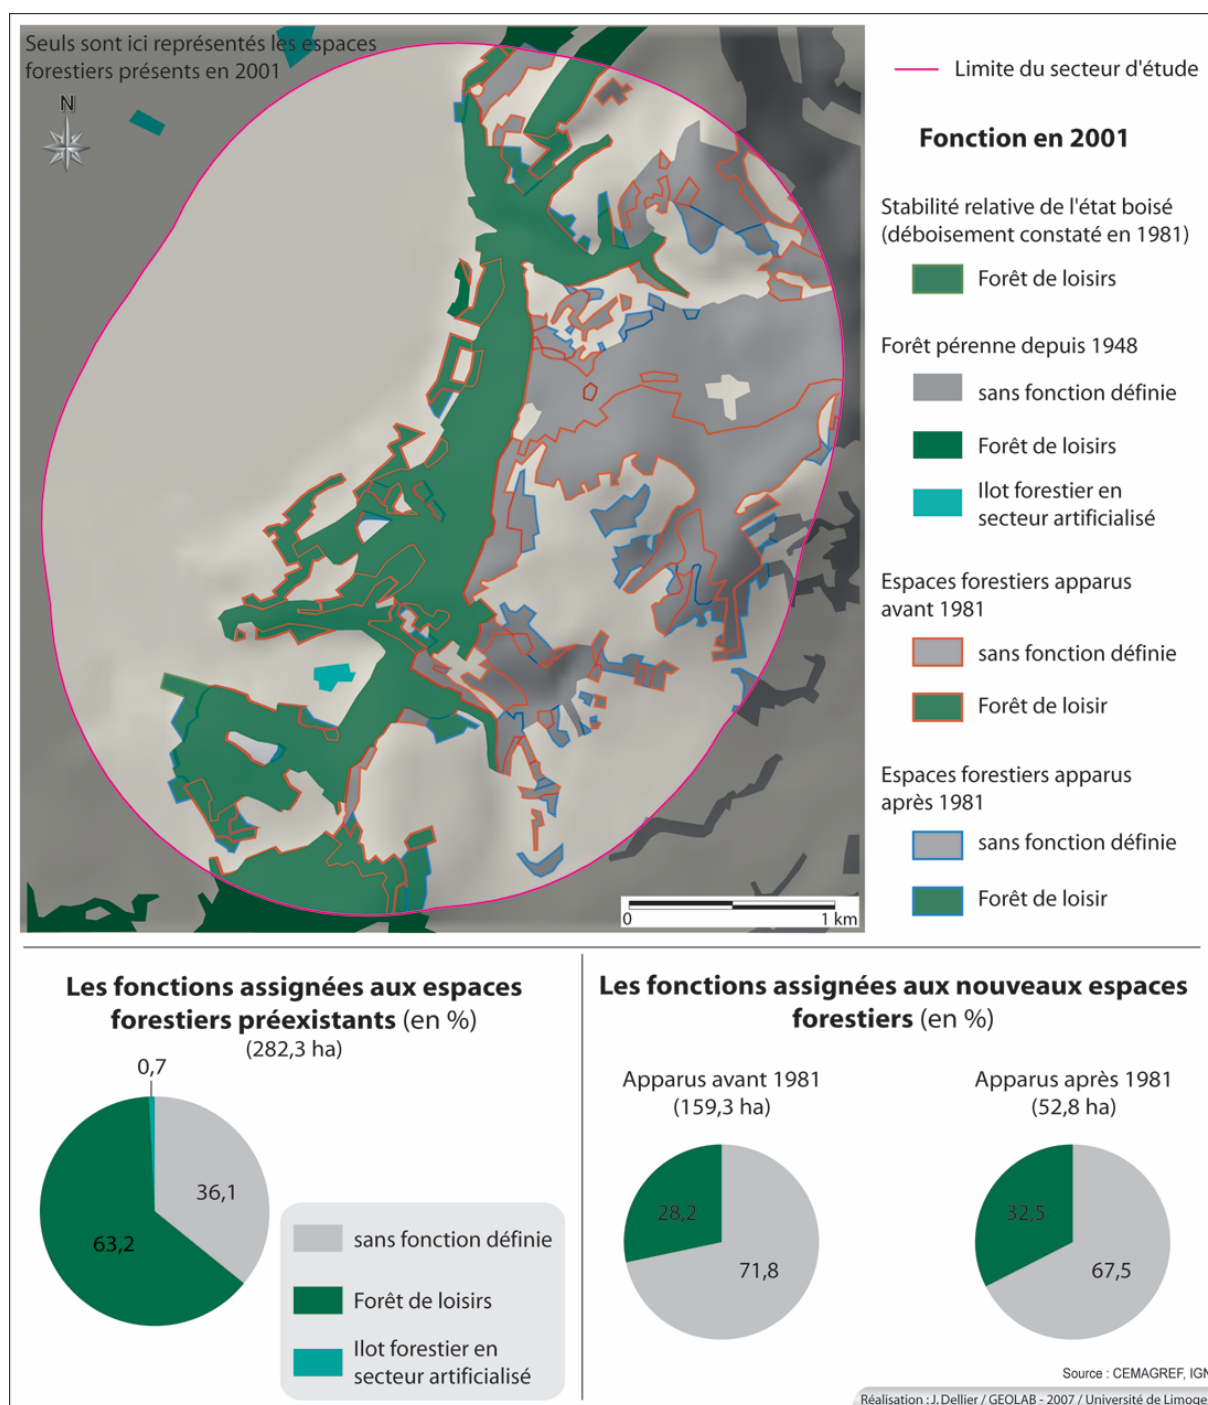 Seuls sont ici représentés les espaces
forestiers présents en 2001
N
0
1 km
Limite du secteur d'étude
Fonction en 2001
Stabilité relative de l'état boisé
(déboisement constaté en 1981)
Forêt de loisirs
Forêt pérenne depuis 1948
sans fonction définie
Forêt de loisirs
Ilot forestier en
secteur artificialisé
Espaces forestiers apparus
avant 1981
sans fonction définie
Forêt de loisir
Espaces forestiers apparus
après 1981
sans fonction définie
Forêt de loisir
Les fonctions assignées aux espaces
forestiers préexistants (en %)
(282,3 ha)
0,7
36,1
63,2
sans fonction définie
Forêt de loisirs
Ilot forestier en
secteur artificialisé
Les fonctions assignées aux nouveaux espaces
forestiers (en %)
Apparus avant 1981
(159,3 ha)
28,2
71,8
Apparus après 1981
(52,8 ha)
32,5
67,5
Source : CEMAGREF, IGN
Réalisation : J. Dellier / GEOLAB - 2007 / Université de Limoge